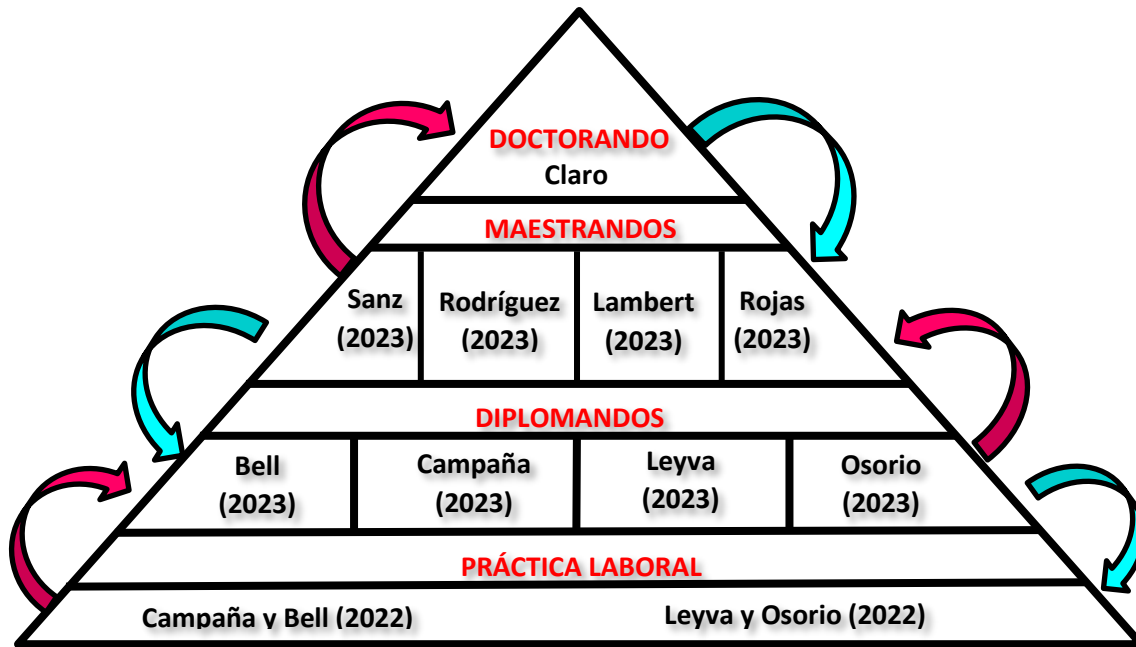 DOCTORANDO
Claro
MAESTRANDOS
Sanz
(2023)
Rodríguez
(2023)
Lambert
(2023)
Rojas
(2023)
DIPLOMANDOS
Bell
(2023)
Campaña
(2023)
Leyva
(2023)
Osorio
(2023)
PRÁCTICA LABORAL
Campaña y Bell (2022)
Leyva y Osorio (2022)